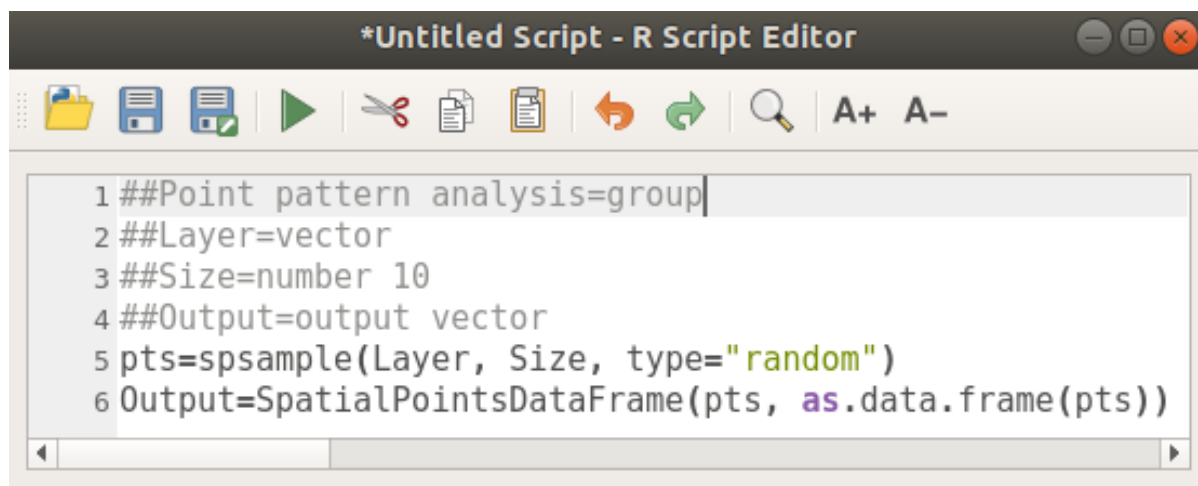 *Untitled Script - R Script Editor
A+ A-
1 ##Point pattern analysis=group
2 ##Layer=vector
3 ##Size=number 10
4 ##Output=output vector
5 pts=spsample(Layer, Size, type="random")
6 Output=SpatialPointsDataFrame(pts, as.data.frame(pts))